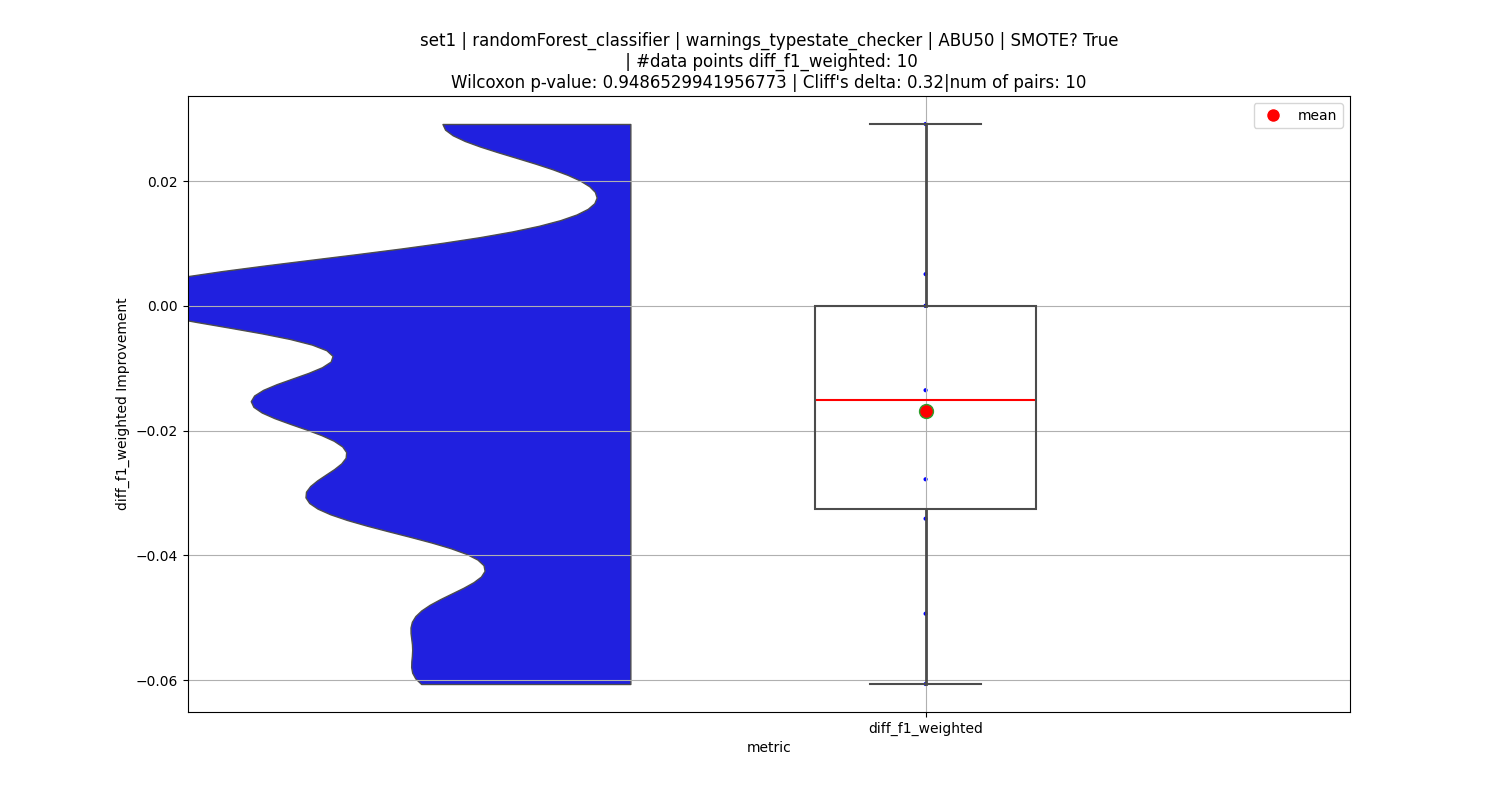 set1 | randomForest_classifier | warnings_typestate_checker | ABU50 | SMOTE? True
| #data points diff_f1_weighted: 10
Wilcoxon p-value: 0.9486529941956773 | Cliff's delta: 0.32|num of pairs: 10
mean
0.02
0.00
−0.02
−0.04
−0.06
diff_f1_weighted Improvement
diff_f1_weighted
metric